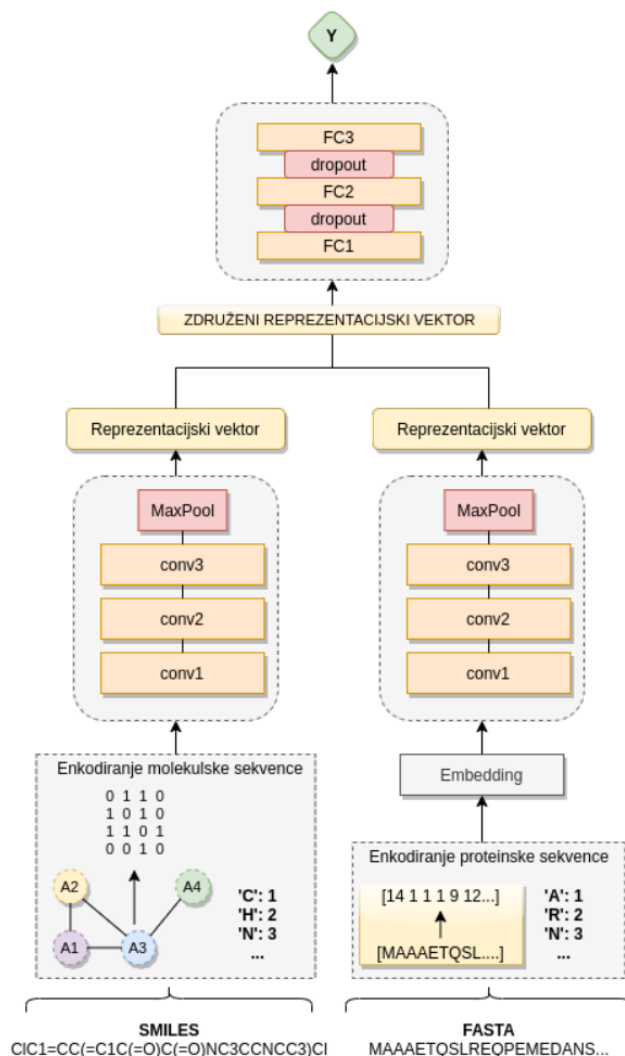 Y
FC3
dropout
FC2
dropout
FC1
ZDRUŽENI REPREZENTACIJSKI VEKTOR
Reprezentacijski vektor
Reprezentacijski vektor
MaxPool
conv3
conv2
conv1
MaxPool
conv3
conv2
conv1
Enkodiranje molekulske sekvence
0 1 1 0
1 0 1 0
1 1 0 1
0 0 1 0
A2
A4
A1
A3
'C': 1
'H': 2
'N': 3
...
Embedding
Enkodiranje proteinske sekvence
[14 1 1 1 9 12...]
[MAAAETQSL....]
'A': 1
'R': 2
'N': 3
...
SMILES
ClC1=CC(=C1C(=O)C(=O)NC3CCNCC3)Cl
FASTA
MAAAETQSLREQPEMEDANS...